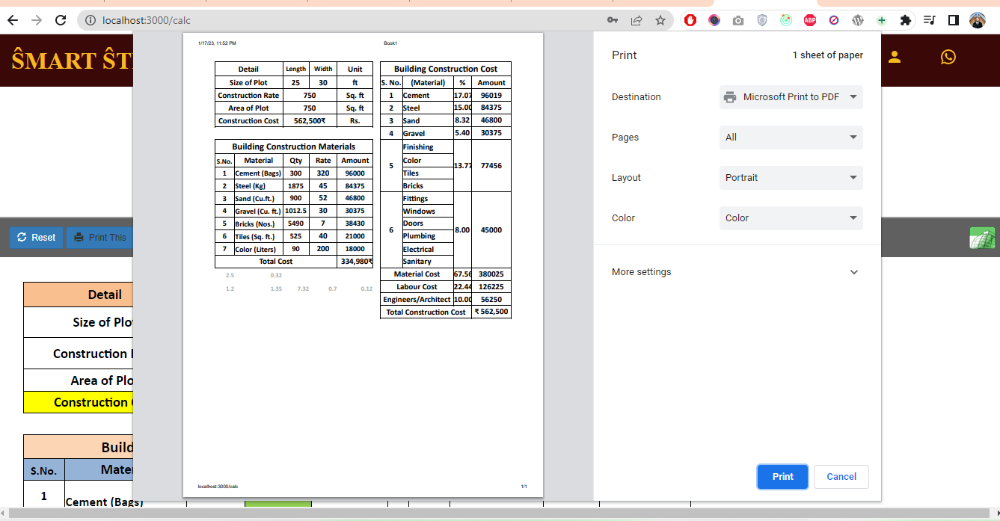 localhost:3000/calc
ABP
ŜMART ŜT
Reset
Print This
Detail
Size of Plo
Construction
Area of Plo
Construction
Build
S.No.
Mate
1
Cement (Bags)
1/17/23, 11:52 PM
Book1
Detail Length Width Unit
Size of Plot 25 30 ft
Construction Rate 750 Sq. ft
Area of Plot 750 Sq. ft
Construction Cost 562,500₹ Rs.
Building Construction Materials
S.No. Material Qty Rate Amount
1 Cement (Bags) 300 320 96000
2 Steel (Kg) 1875 45 84375
3 Sand (Cu.ft.) 900 52 46800
4 Gravel (Cu. ft.) 1012.5 30 30375
5 Bricks (Nos.) 5490 7 38430
6 Tiles (Sq. ft.) 525 40 21000
7 Color (Liters) 90 200 18000
Total Cost 334,980₹
2.5 0.32
1.2 1.35 7.32 0.7 0.12
Building Construction Cost
S. No. (Material) % Amount
1 Cement 17.07 96019
2 Steel 15.00 84375
3 Sand 8.32 46800
4 Gravel 5.40 30375
Finishing
Color
5 13.77 77456
Tiles
Bricks
Fittings
Windows
Doors
6 8.00 45000
Plumbing
Electrical
Sanitary
Material Cost 67.56 380025
Labour Cost 22.44 126225
Engineers/Architect 10.00 56250
Total Construction Cost ₹ 562,500
localhost:3000/calc
1/1
Print
1 sheet of paper
Destination
Microsoft Print to PDF
Pages
All
Layout
Portrait
Color
Color
More settings
Print
Cancel